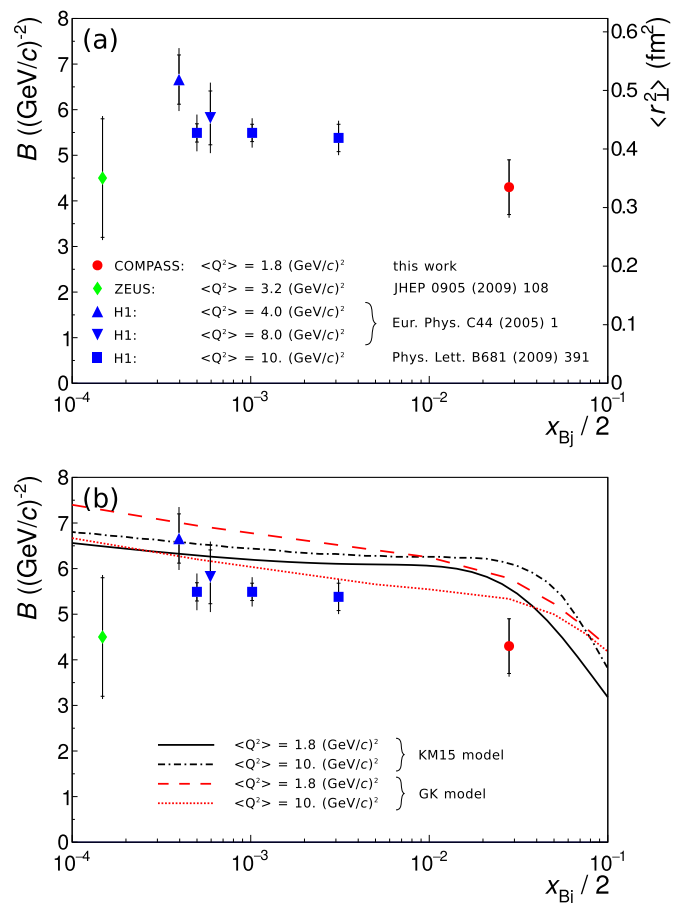 (a)
B ((GeV/c)⁻²)
8
7
6
5
4
3
2
1
0
<r²⊥> (fm²)
0.6
0.5
0.4
0.3
0.2
0.1
0
COMPASS: <Q²> = 1.8 (GeV/c)² this work
ZEUS: <Q²> = 3.2 (GeV/c)² JHEP 0905 (2009) 108
H1: <Q²> = 4.0 (GeV/c)²
Eur. Phys. C44 (2005) 1
H1: <Q²> = 8.0 (GeV/c)²
H1: <Q²> = 10. (GeV/c)² Phys. Lett. B681 (2009) 391
10⁻⁴ 10⁻³ 10⁻² 10⁻¹
x_Bj / 2
(b)
B ((GeV/c)⁻²)
8
7
6
5
4
3
2
1
0
<Q²> = 1.8 (GeV/c)²
KM15 model
<Q²> = 10. (GeV/c)²
<Q²> = 1.8 (GeV/c)²
GK model
<Q²> = 10. (GeV/c)²
10⁻⁴ 10⁻³ 10⁻² 10⁻¹
x_Bj / 2